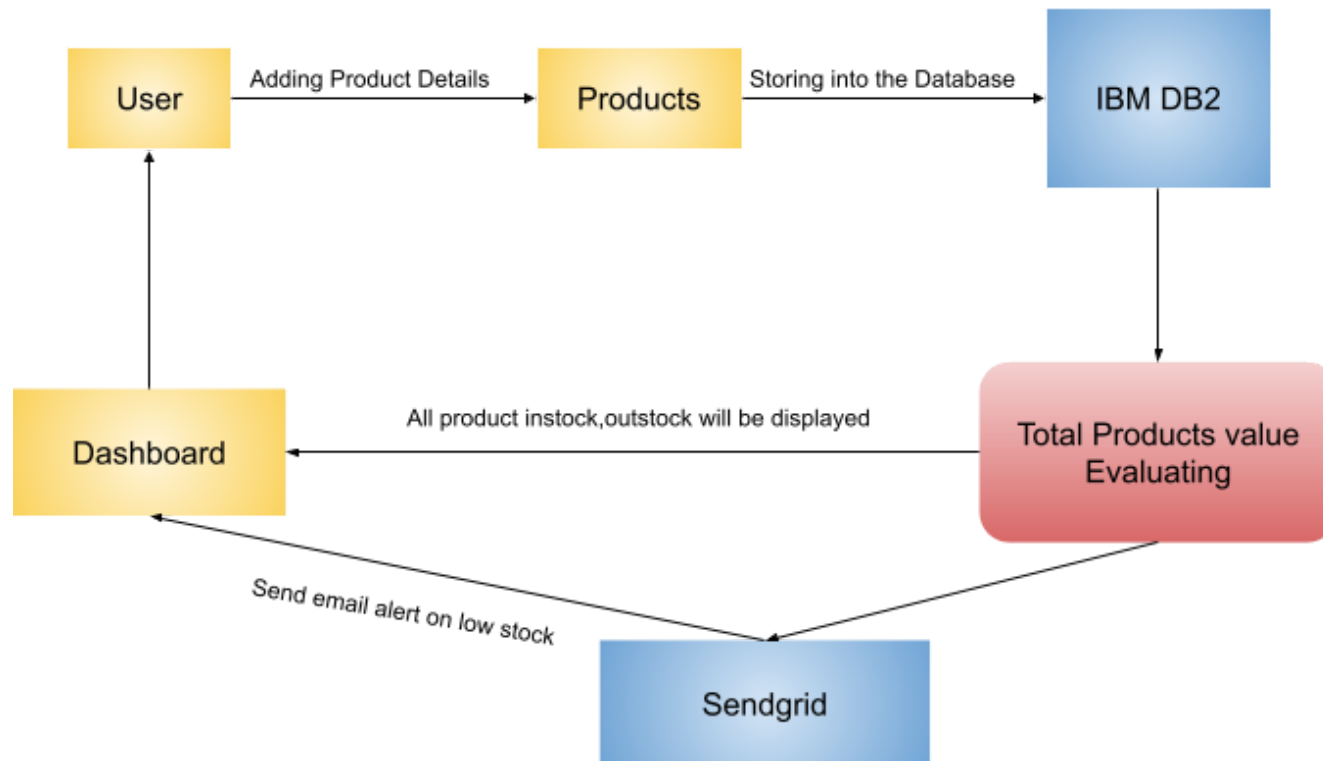 User
Adding Product Details
Products
Storing into the Database
IBM DB2
Dashboard
All product instock,outstock will be displayed
Total Products value
Evaluating
Send email alert on low stock
Sendgrid